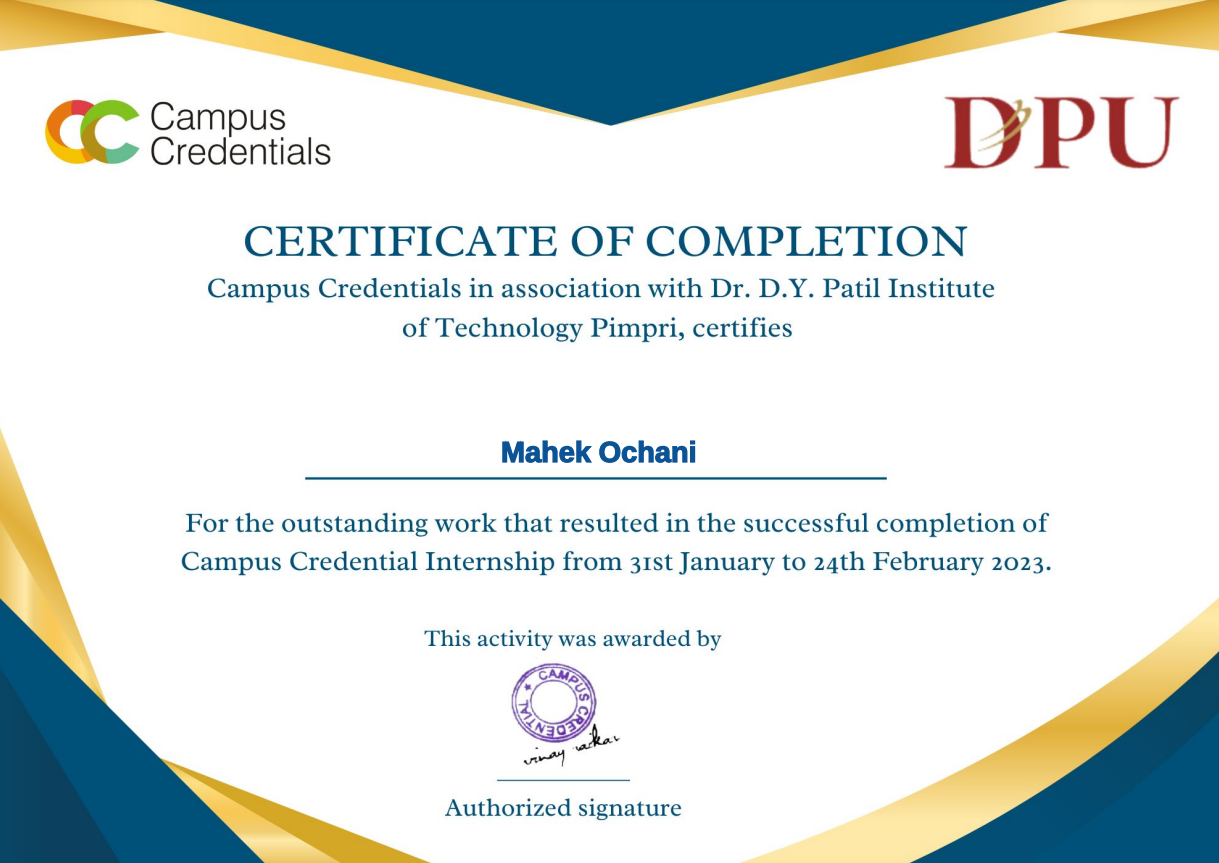 Campus
Credentials
DPU
CERTIFICATE OF COMPLETION
Campus Credentials in association with Dr. D.Y. Patil Institute
of Technology Pimpri, certifies
Mahek Ochani
For the outstanding work that resulted in the successful completion of
Campus Credential Internship from 31st January to 24th February 2023.
This activity was awarded by
CAMPUS CREDENTIAL
vinay
Authorized signature